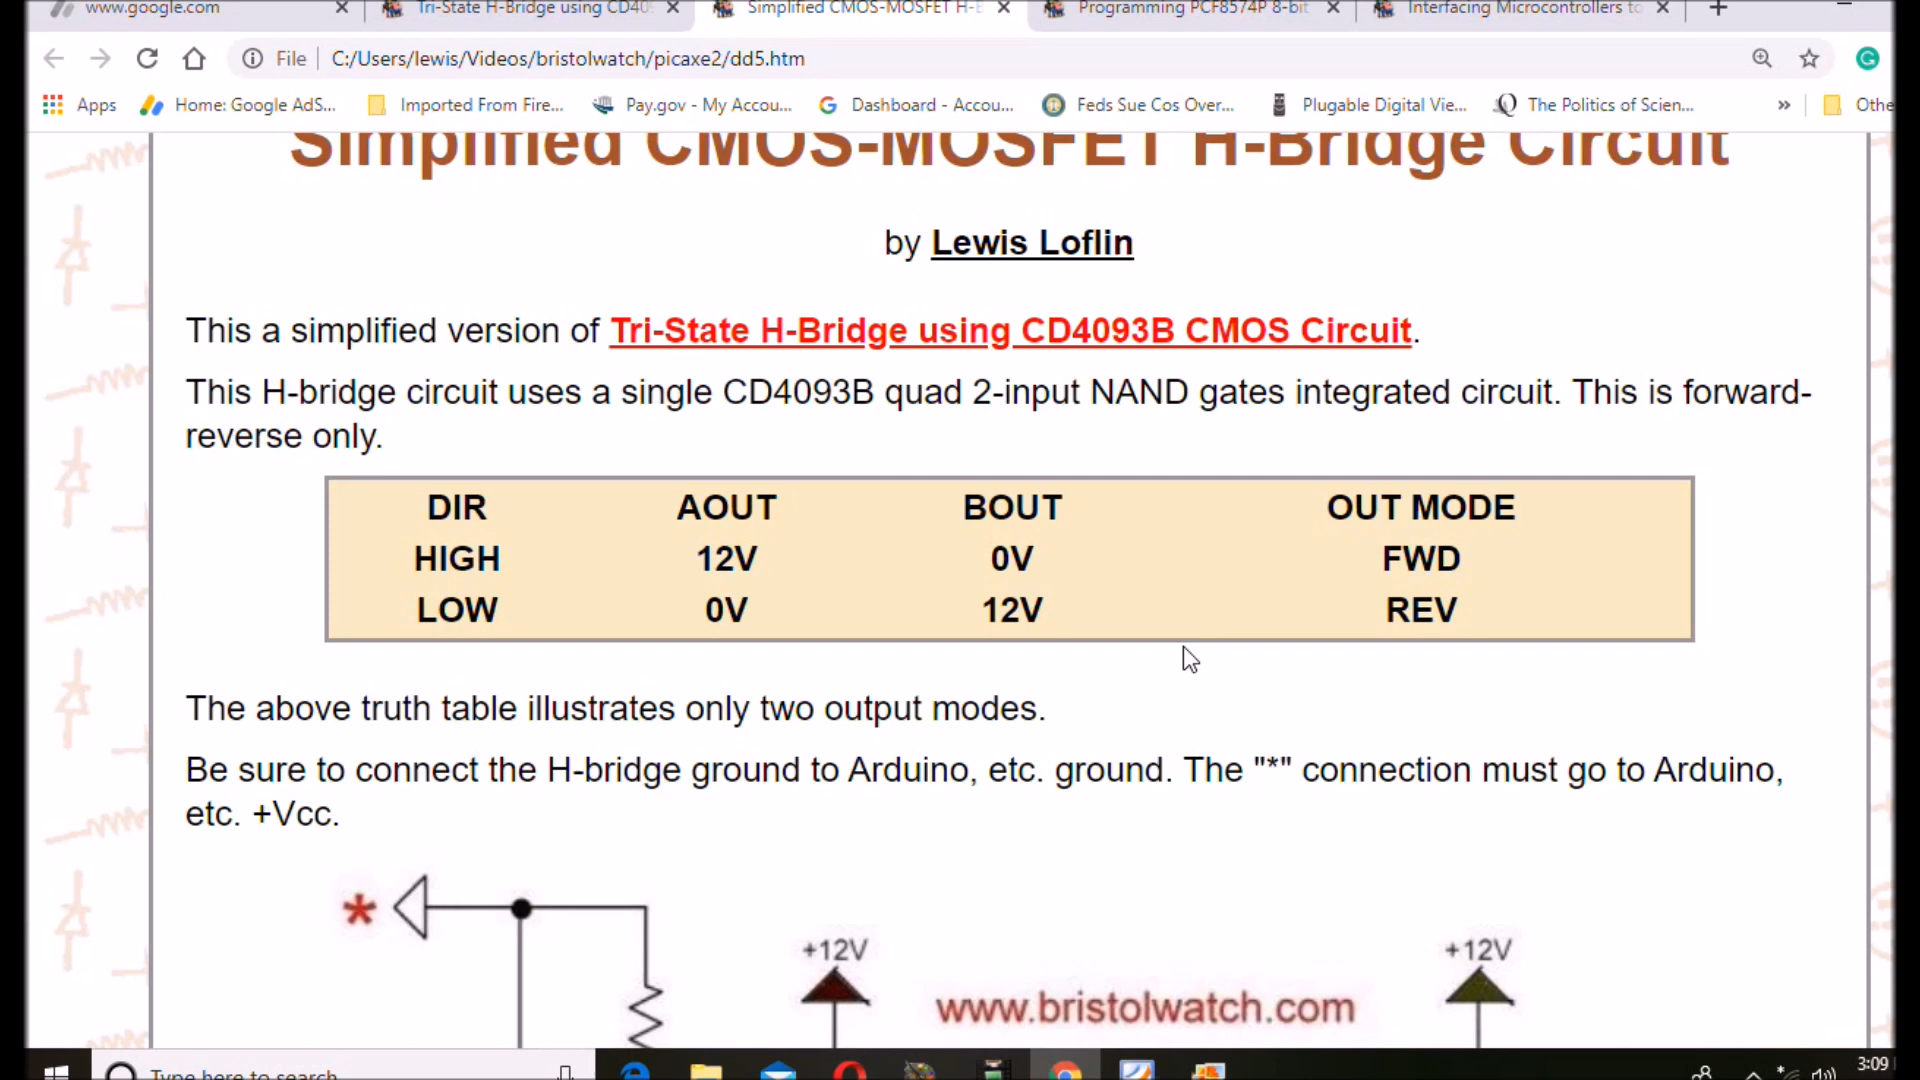 www.google.com
Tri-State H-Bridge using CD40
Simplified CMOS-MOSFET H-B
Programming PCF8574P 8-bit
Interfacing Microcontrollers to
File C:/Users/lewis/Videos/bristolwatch/picaxe2/dd5.htm
Apps Home: Google AdS... Imported From Fire... Pay.gov - My Accou... Dashboard - Accou... Feds Sue Cos Over... Plugable Digital Vie... The Politics of Scien... » Othe
Simplified CMOS-MOSFET H-Bridge Circuit
by Lewis Loflin
This a simplified version of Tri-State H-Bridge using CD4093B CMOS Circuit.
This H-bridge circuit uses a single CD4093B quad 2-input NAND gates integrated circuit. This is forward-
reverse only.
DIR AOUT BOUT OUT MODE
HIGH 12V 0V FWD
LOW 0V 12V REV
The above truth table illustrates only two output modes.
Be sure to connect the H-bridge ground to Arduino, etc. ground. The "*" connection must go to Arduino,
etc. +Vcc.
*
+12V +12V
www.bristolwatch.com
Type here to search
3:09